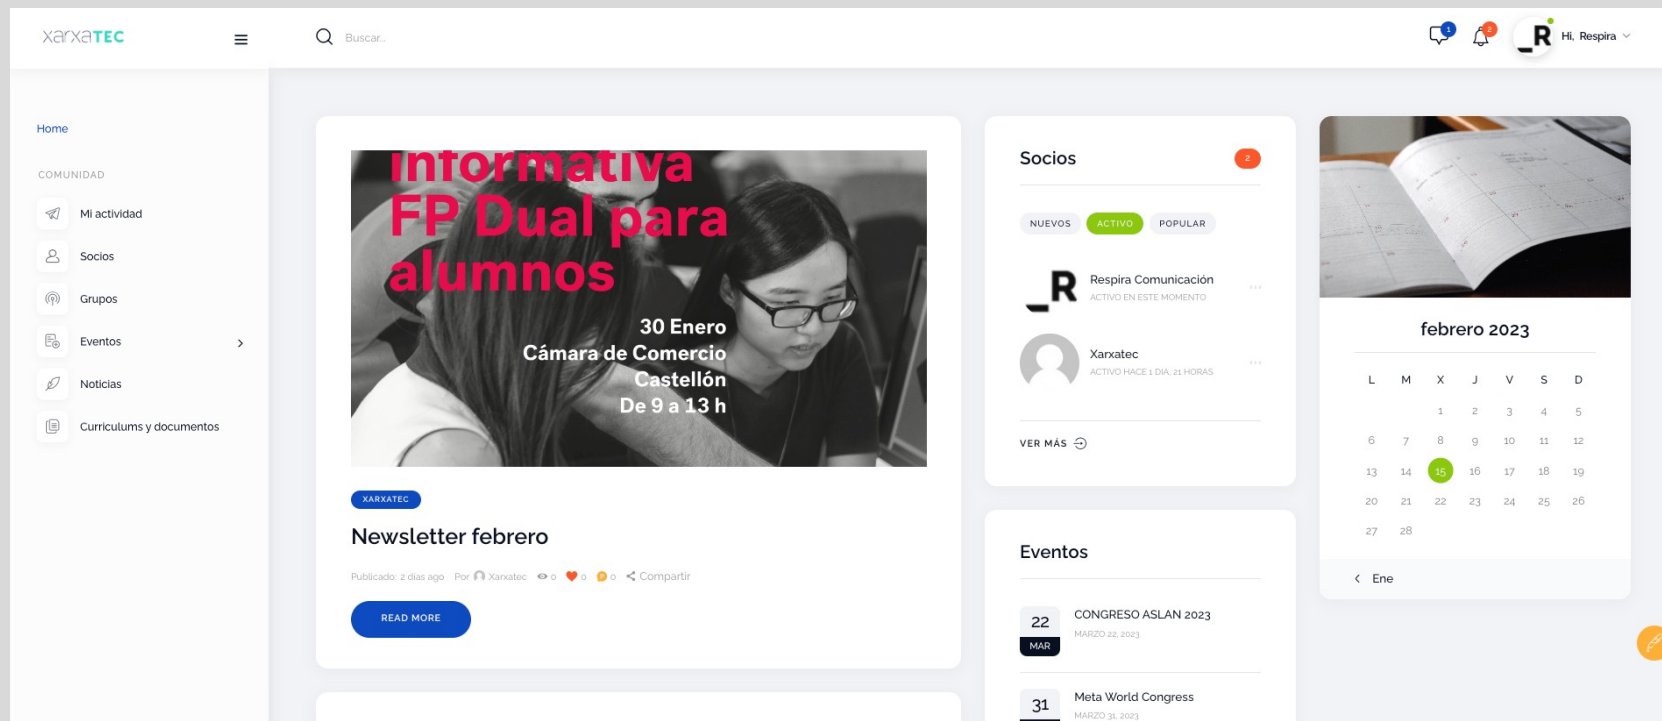 xarxaTEC
Buscar..
1
2
_R
Hi, Respira
Home
COMUNIDAD
Mi actividad
Socios
Grupos
Eventos
Noticias
Curriculums y documentos
informativa
FP Dual para
alumnos
30 Enero
Cámara de Comercio
Castellón
De 9 a 13 h
XARXATEC
Newsletter febrero
Publicado: 2 días ago Por Xarxatec 0 0 0 Compartir
READ MORE
Socios 2
NUEVOS ACTIVO POPULAR
_R
Respira Comunicación
ACTIVO EN ESTE MOMENTO
Xarxatec
ACTIVO HACE 1 DÍA, 21 HORAS
VER MÁS
Eventos
22
MAR
CONGRESO ASLAN 2023
MARZO 22, 2023
31
Meta World Congress
MARZO 31, 2023
febrero 2023
L M X J V S D
1 2 3 4 5
6 7 8 9 10 11 12
13 14 15 16 17 18 19
20 21 22 23 24 25 26
27 28
Ene